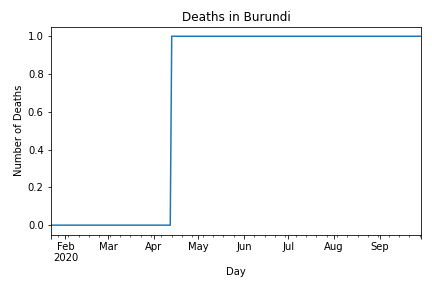 Deaths in Burundi
Number of Deaths
1.0
0.8
0.6
0.4
0.2
0.0
Feb Mar Apr May Jun Jul Aug Sep
2020
Day